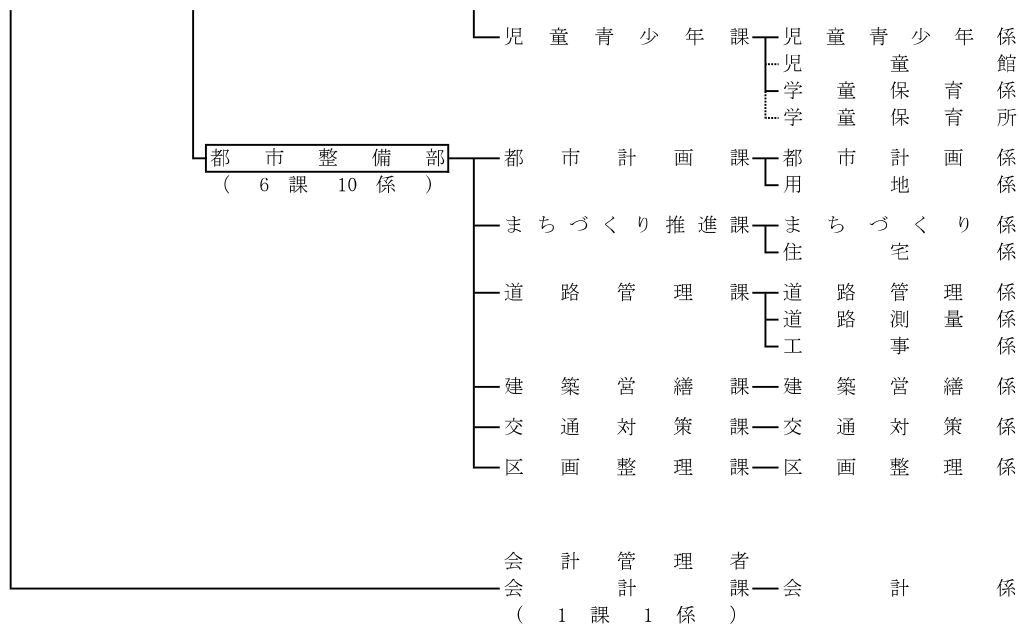 児童青少年課 児童青少年係
児童館
学童保育係
学童保育所
都市整備部 都市計画課 都市計画係
(6課10係) 用地係
まちづくり推進課 まちづくり係
住宅係
道路管理課 道路管理係
道路測量係
工事係
建築営繕課 建築営繕係
交通対策課 交通対策係
区画整理課 区画整理係
会計管理者
会計課 会計係
(1課1係)